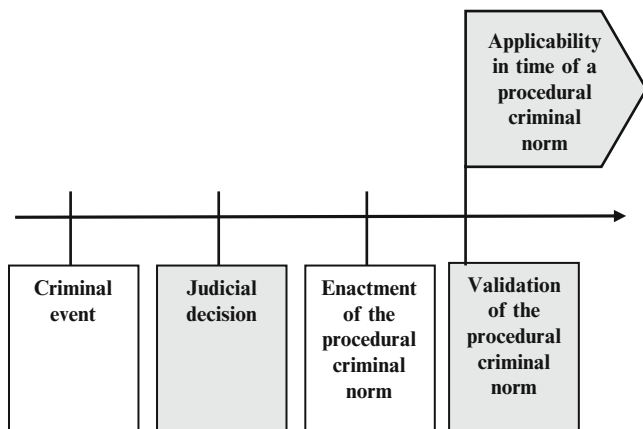 Applicability
in time of a
procedural
criminal
norm
Criminal
event
Judicial
decision
Enactment
of the
procedural
criminal
norm
Validation
of the
procedural
criminal
norm